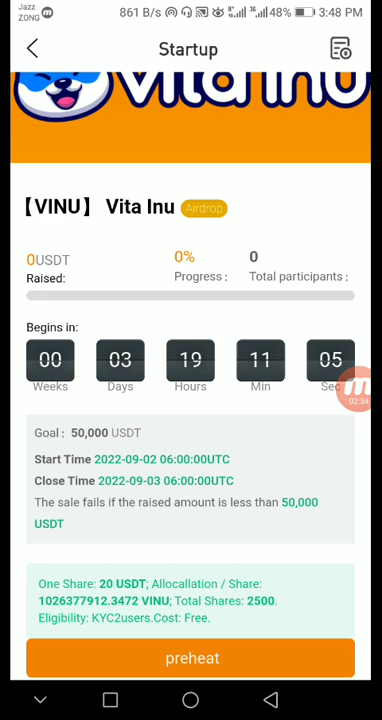 Jazz
ZONG
861 B/s
48%
3:48 PM
Startup
Vita Inu
【VINU】 Vita Inu Airdrop
0USDT 0% 0
Raised: Progress : Total participants :
Begins in:
00 03 19 11 05
Weeks Days Hours Min Sec
02:34
Goal : 50,000 USDT
Start Time 2022-09-02 06:00:00UTC
Close Time 2022-09-03 06:00:00UTC
The sale fails if the raised amount is less than 50,000
USDT
One Share: 20 USDT; Allocallation / Share:
1026377912.3472 VINU; Total Shares: 2500.
Eligibility: KYC2users.Cost: Free.
preheat